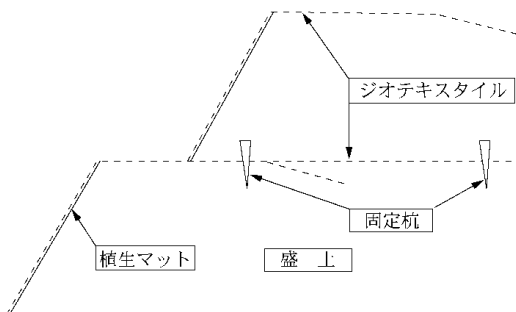 ジオテキスタイル
固定杭
植生マット
盛　土